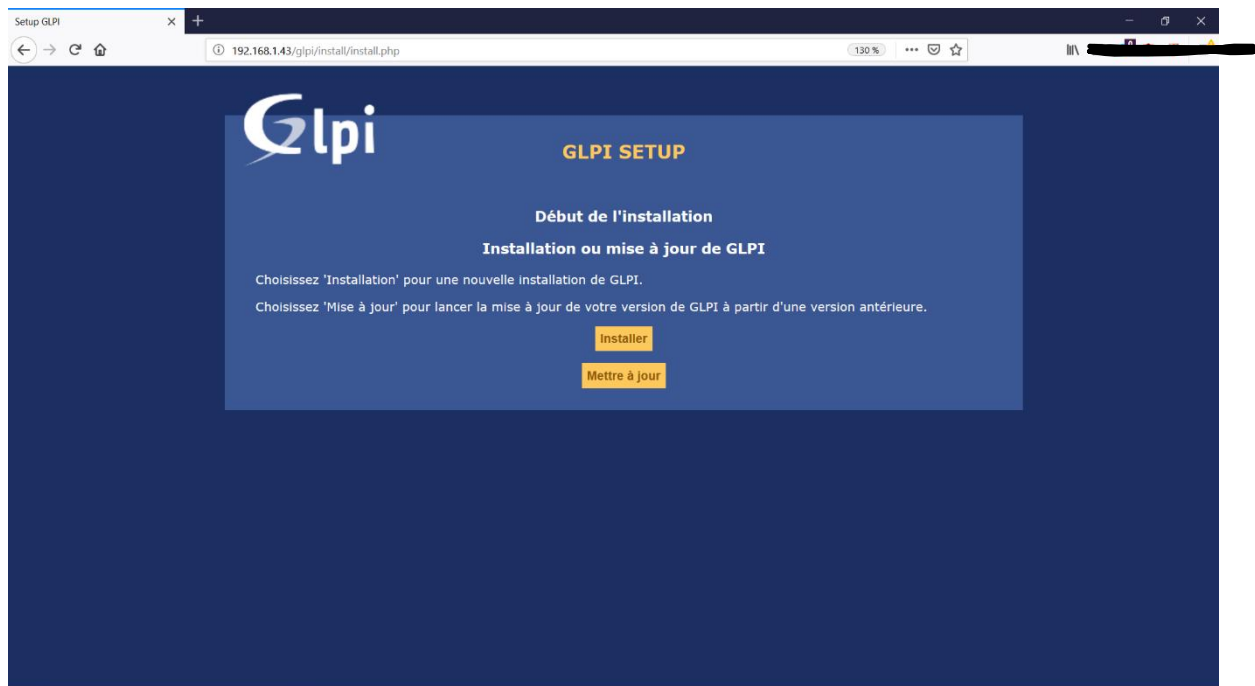 Setup GLPI
192.168.1.43/glpi/install/install.php
130 %
Glpi
GLPI SETUP
Début de l'installation
Installation ou mise à jour de GLPI
Choisissez 'Installation' pour une nouvelle installation de GLPI.
Choisissez 'Mise à jour' pour lancer la mise à jour de votre version de GLPI à partir d'une version antérieure.
Installer
Mettre à jour